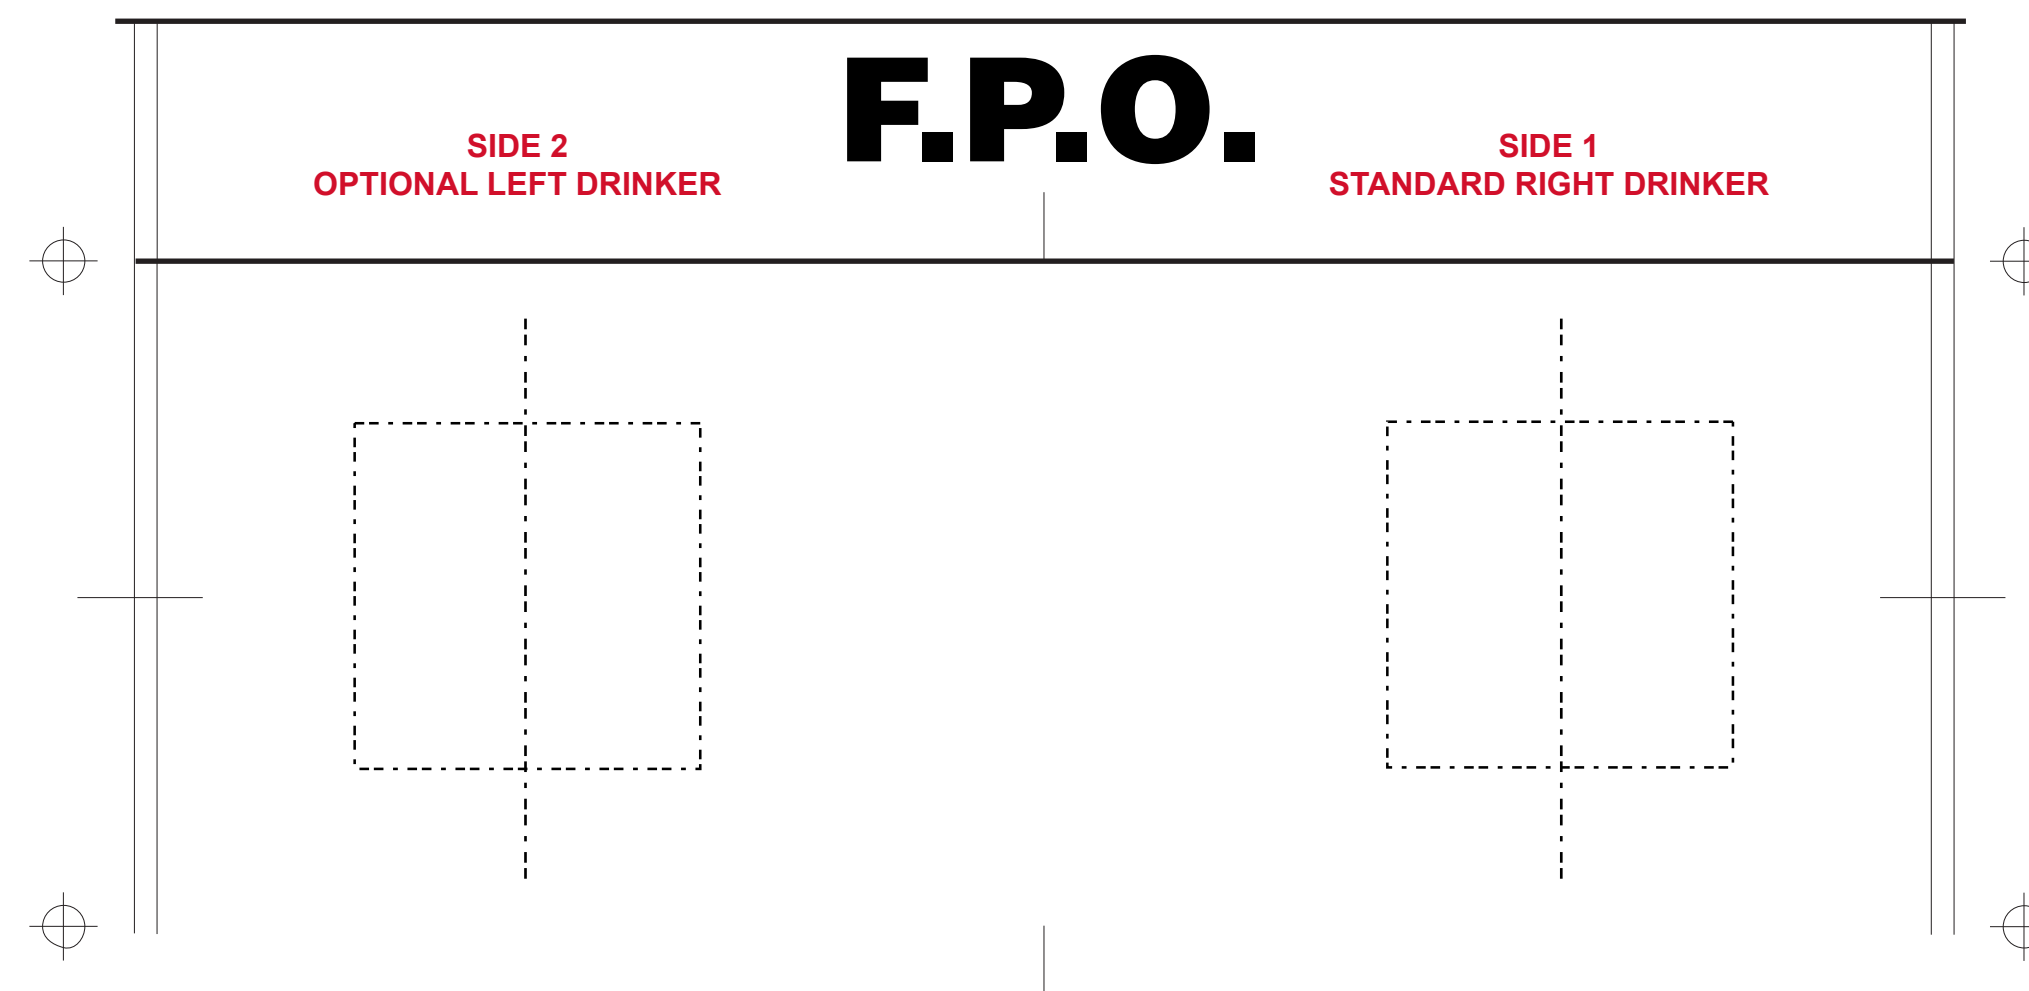 F.P.O.
SIDE 2
OPTIONAL LEFT DRINKER
SIDE 1
STANDARD RIGHT DRINKER